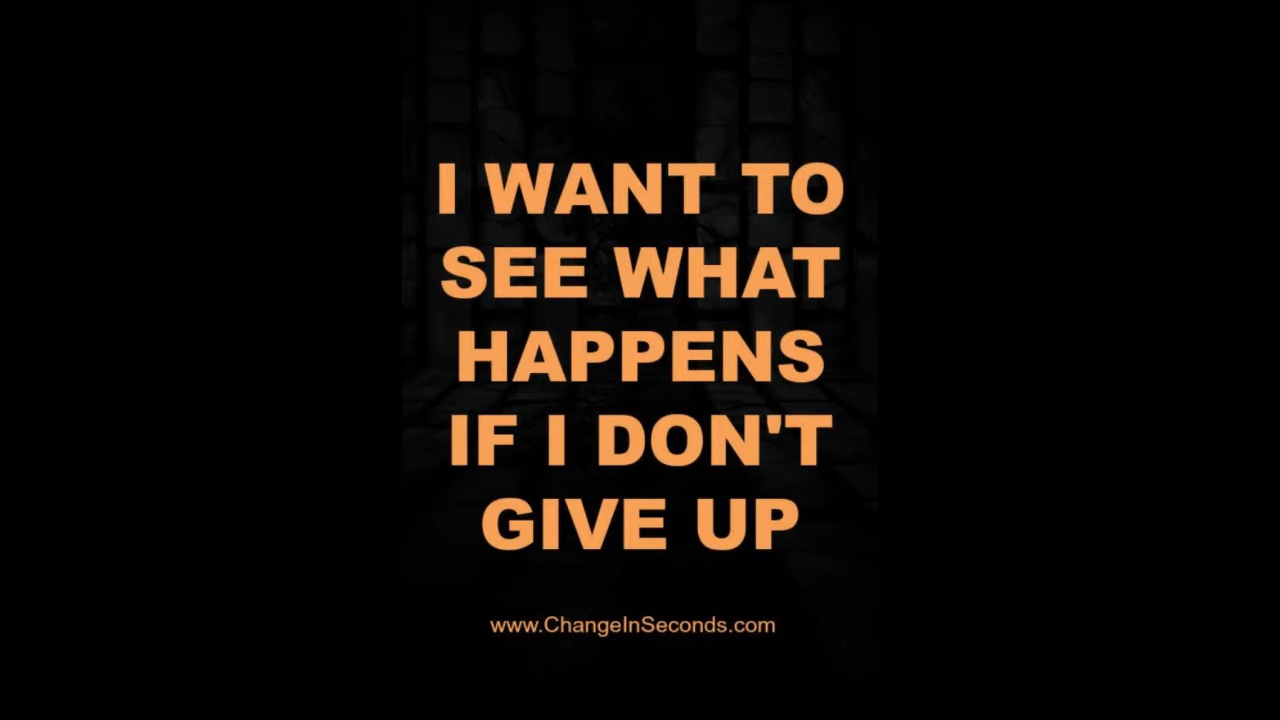 I WANT TO
SEE WHAT
HAPPENS
IF I DON'T
GIVE UP
www.ChangeInSeconds.com